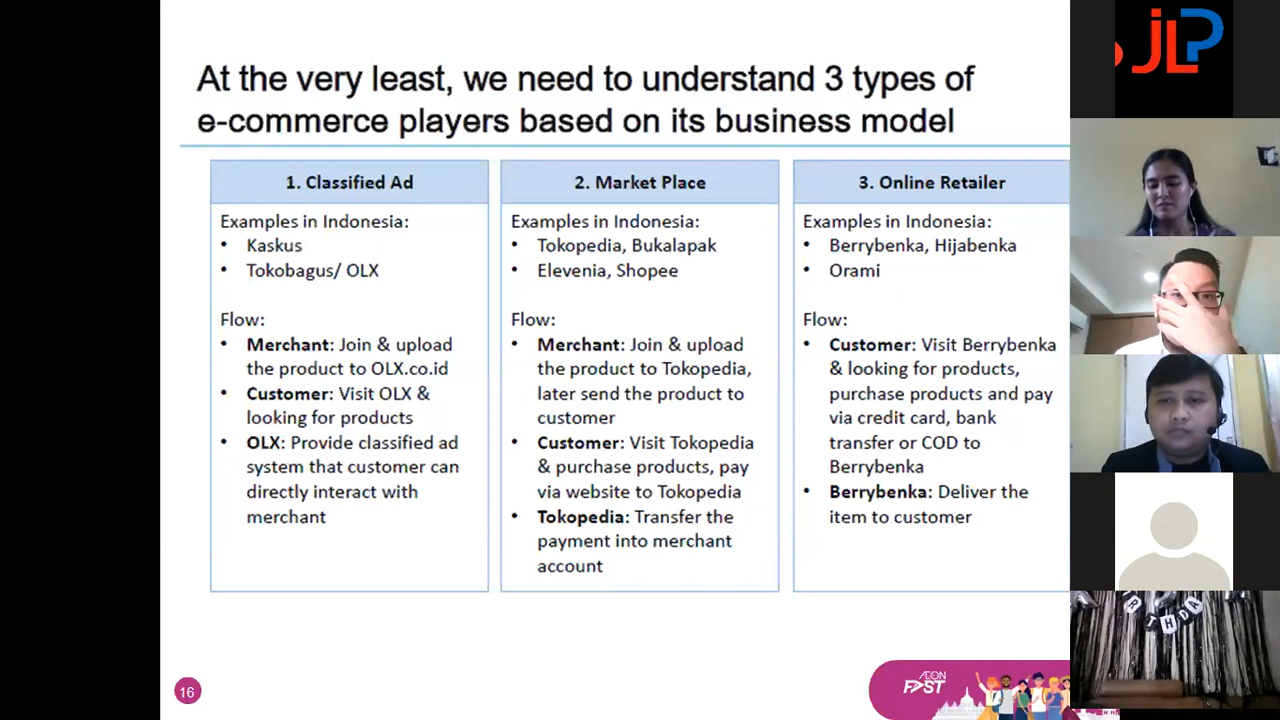 At the very least, we need to understand 3 types of
e-commerce players based on its business model
1. Classified Ad
Examples in Indonesia:
• Kaskus
• Tokobagus/ OLX
Flow:
• Merchant: Join & upload
the product to OLX.co.id
• Customer: Visit OLX &
looking for products
• OLX: Provide classified ad
system that customer can
directly interact with
merchant
2. Market Place
Examples in Indonesia:
• Tokopedia, Bukalapak
• Elevenia, Shopee
Flow:
• Merchant: Join & upload
the product to Tokopedia,
later send the product to
customer
• Customer: Visit Tokopedia
& purchase products, pay
via website to Tokopedia
• Tokopedia: Transfer the
payment into merchant
account
3. Online Retailer
Examples in Indonesia:
• Berrybenka, Hijabenka
• Orami
Flow:
• Customer: Visit Berrybenka
& looking for products,
purchase products and pay
via credit card, bank
transfer or COD to
Berrybenka
• Berrybenka: Deliver the
item to customer
16
ÆON
FAST
JLP
R THDA